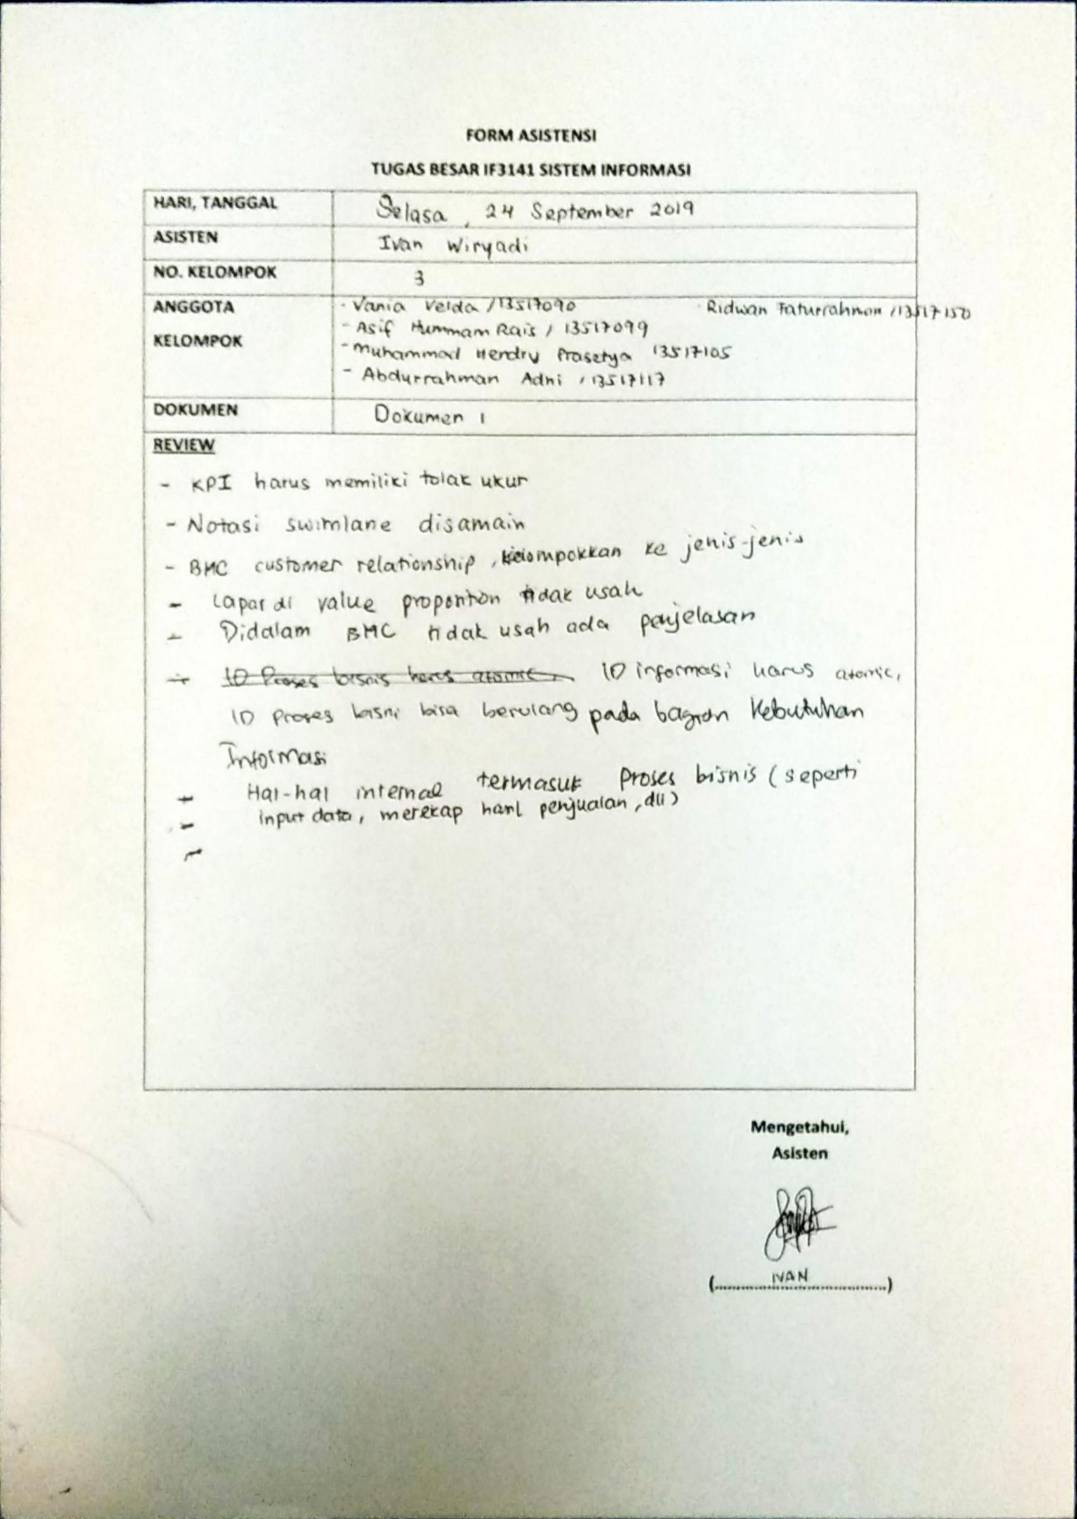 FORM ASISTENSI
TUGAS BESAR IF3141 SISTEM INFORMASI
HARI, TANGGAL Selasa, 24 September 2019
ASISTEN Ivan Wiryadi
NO. KELOMPOK 3
ANGGOTA KELOMPOK
- Vania Velda / 13517090
- Ridwan Faturrahman / 13517150
- Asif Hummam Rais / 13517099
- Muhammad Hendry Prasetya 13517105
- Abdurrahman Adni / 13517117
DOKUMEN Dokumen 1
REVIEW
- KPI harus memiliki tolak ukur
- Notasi swimlane disamain
- BMC customer relationship, kelompokkan ke jenis-jenis
- Lapar di value proportion tidak usah
- Didalam BMC tidak usah ada penjelasan
- ID Proses bisnis harus atomic, ID informasi harus atomic,
ID Proses bisni bisa berulang pada bagian Kebutuhan
Informasi
- Hal-hal internal termasuk Proses bisnis (seperti
- input data, merekap hasil penjualan, dll)
-
Mengetahui,
Asisten
IVAN
(........................................)